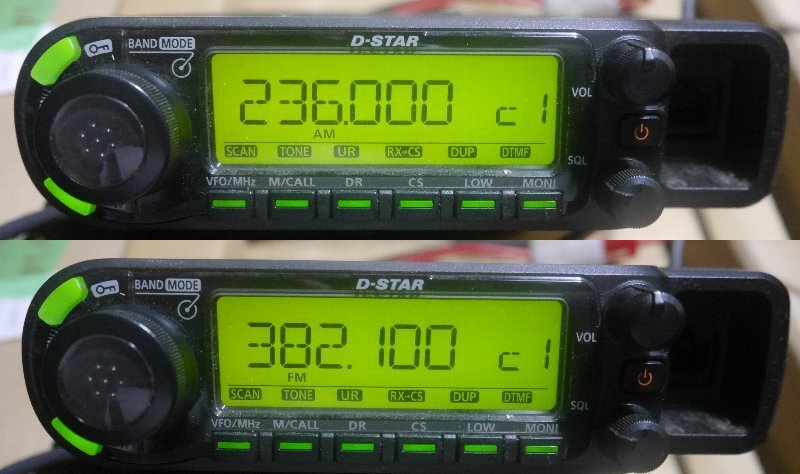 D-STAR
BAND MODE
236.000 c1
AM
VOL
SCAN TONE UR RX→CS DUP DTMF
SQL
VFO/MHz M/CALL DR CS LOW MONI
D-STAR
BAND MODE
382.100 c1
FM
VOL
SCAN TONE UR RX→CS DUP DTMF
SQL
VFO/MHz M/CALL DR CS LOW MONI